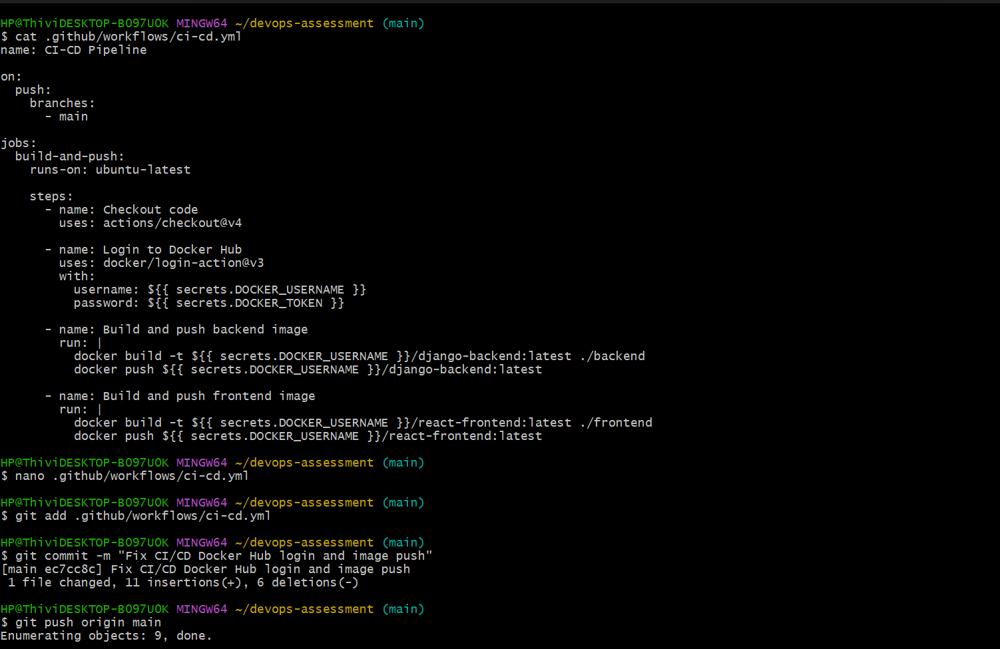 HP@ThiviDESKTOP-BO97U0K MINGW64 ~/devops-assessment (main)
$ cat .github/workflows/ci-cd.yml
name: CI-CD Pipeline

on:
  push:
    branches:
      - main

jobs:
  build-and-push:
    runs-on: ubuntu-latest

    steps:
      - name: Checkout code
        uses: actions/checkout@v4

      - name: Login to Docker Hub
        uses: docker/login-action@v3
        with:
          username: ${{ secrets.DOCKER_USERNAME }}
          password: ${{ secrets.DOCKER_TOKEN }}

      - name: Build and push backend image
        run: |
          docker build -t ${{ secrets.DOCKER_USERNAME }}/django-backend:latest ./backend
          docker push ${{ secrets.DOCKER_USERNAME }}/django-backend:latest

      - name: Build and push frontend image
        run: |
          docker build -t ${{ secrets.DOCKER_USERNAME }}/react-frontend:latest ./frontend
          docker push ${{ secrets.DOCKER_USERNAME }}/react-frontend:latest

HP@ThiviDESKTOP-BO97U0K MINGW64 ~/devops-assessment (main)
$ nano .github/workflows/ci-cd.yml

HP@ThiviDESKTOP-BO97U0K MINGW64 ~/devops-assessment (main)
$ git add .github/workflows/ci-cd.yml

HP@ThiviDESKTOP-BO97U0K MINGW64 ~/devops-assessment (main)
$ git commit -m "Fix CI/CD Docker Hub login and image push"
[main ec7cc8c] Fix CI/CD Docker Hub login and image push
 1 file changed, 11 insertions(+), 6 deletions(-)

HP@ThiviDESKTOP-BO97U0K MINGW64 ~/devops-assessment (main)
$ git push origin main
Enumerating objects: 9, done.